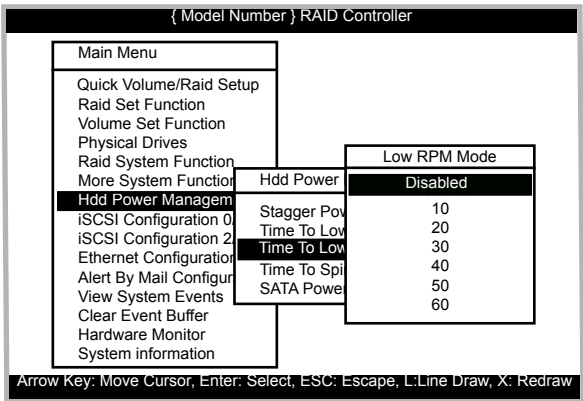 { Model Number } RAID Controller
Main Menu
Quick Volume/Raid Setup
Raid Set Function
Volume Set Function
Physical Drives
Raid System Function
More System Function
Hdd Power Managem
iSCSI Configuration 0
iSCSI Configuration 2
Ethernet Configuration
Alert By Mail Configur
View System Events
Clear Event Buffer
Hardware Monitor
System information
Hdd Power
Stagger Pow
Time To Low
Time To Low
Time To Spi
SATA Power
Low RPM Mode
Disabled
10
20
30
40
50
60
Arrow Key: Move Cursor, Enter: Select, ESC: Escape, L:Line Draw, X: Redraw